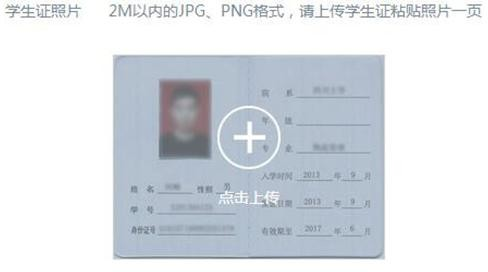 学生证照片 2M以内的JPG、PNG格式，请上传学生证粘贴照片一页
院 系
年 级
专 业
入学时间 2013 年 9 月
日期 2013 年 9 月
有效期至 2017 年 6 月
姓 名 性别 男
学 号
身份证号
点击上传